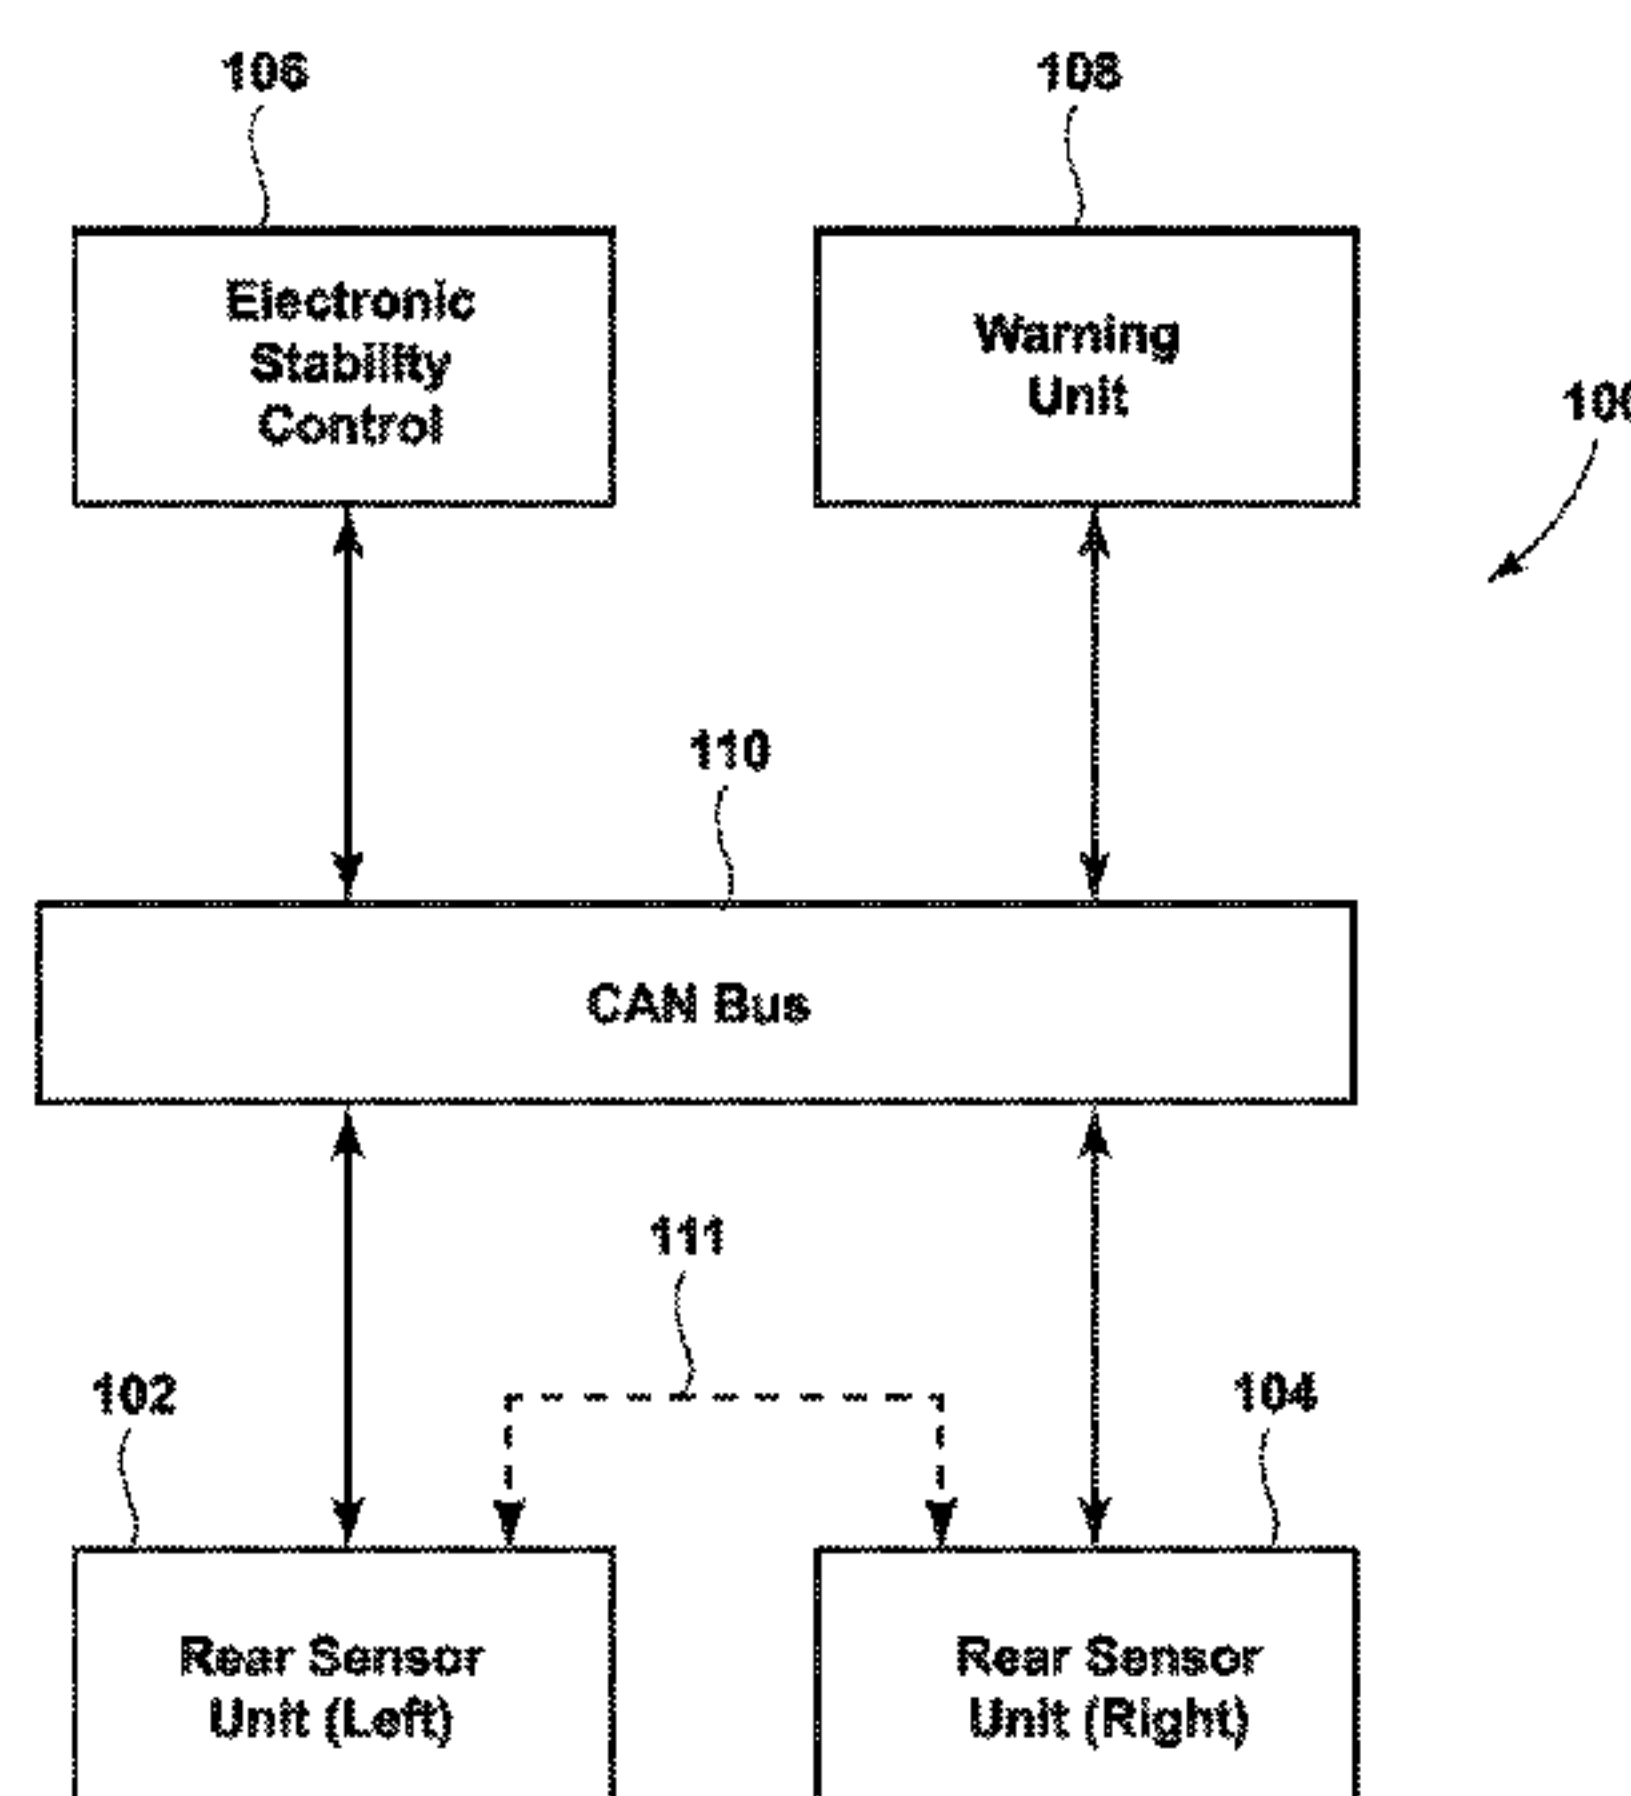 106
108
Electronic
Stability
Control
Warning
Unit
100
110
CAN Bus
111
102
104
Rear Sensor
Unit (Left)
Rear Sensor
Unit (Right)